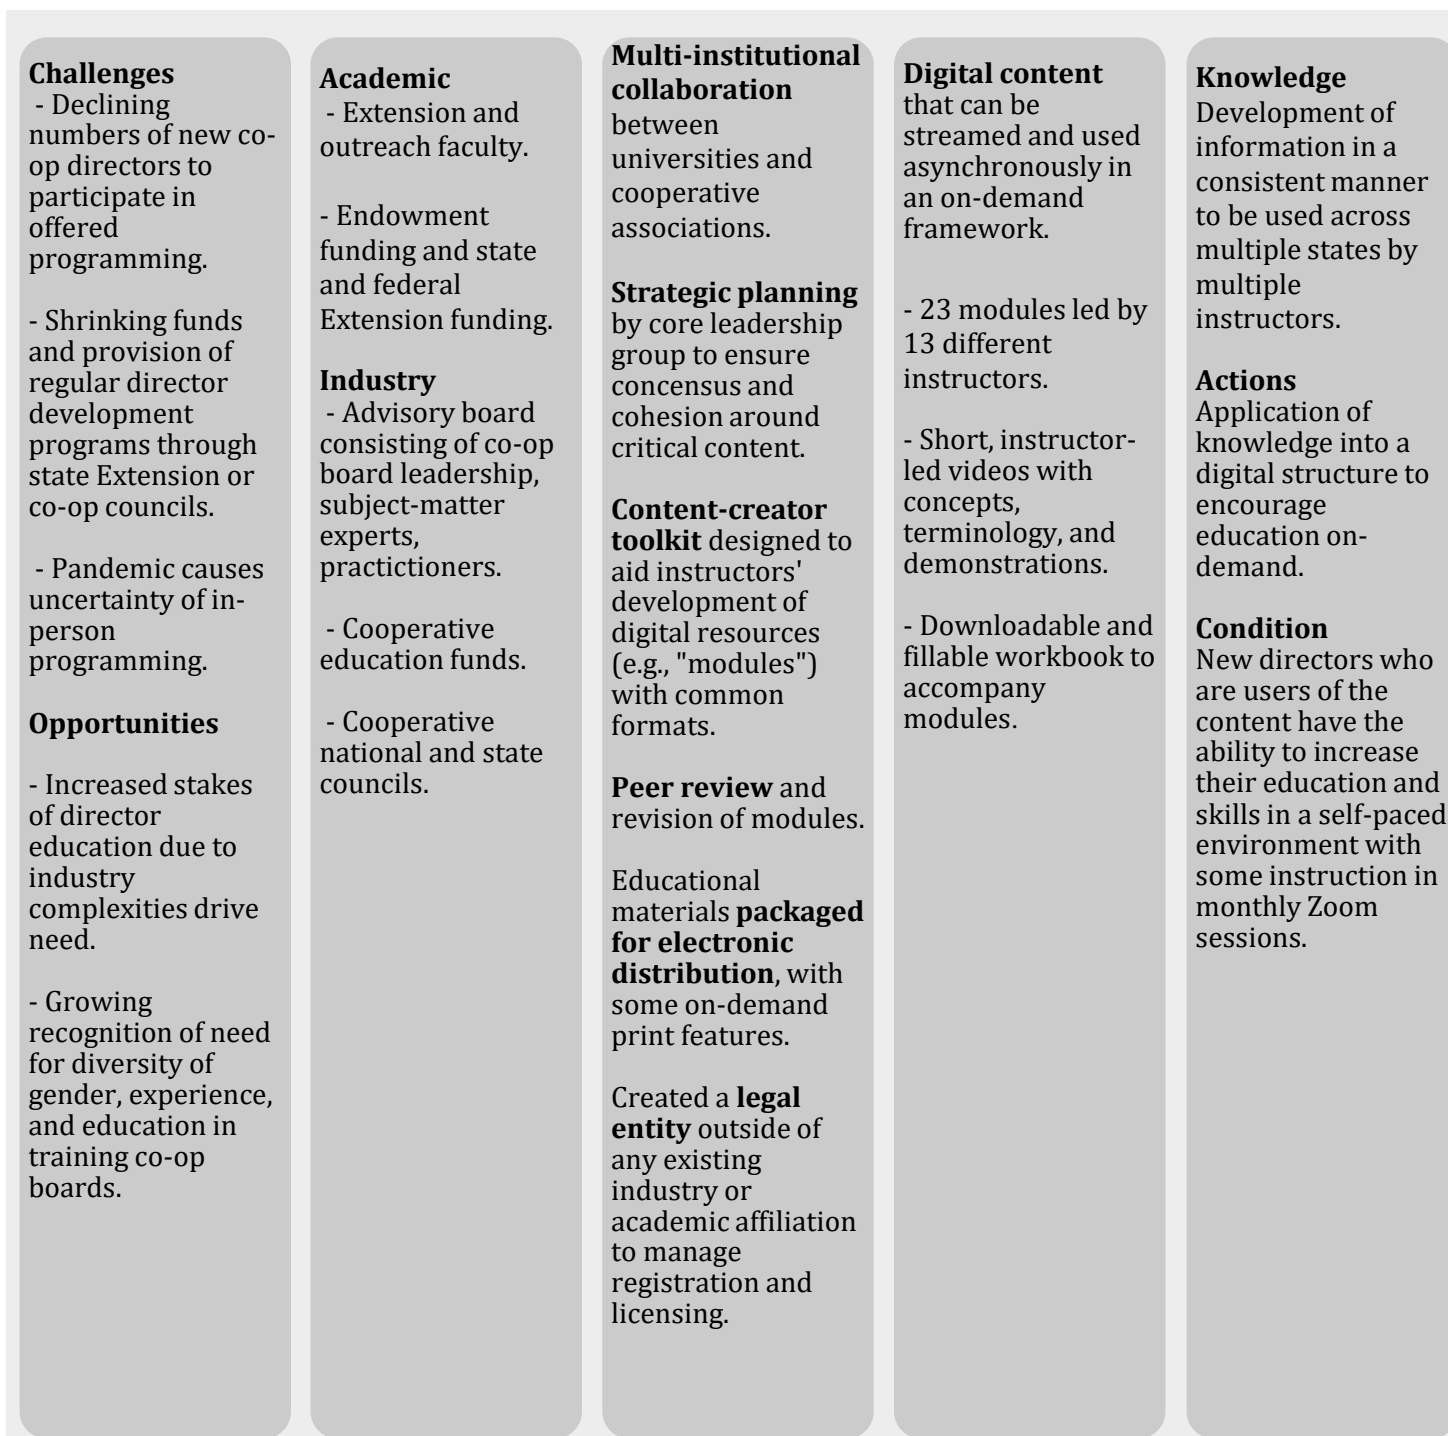 Challenges
- Declining
numbers of new co-
op directors to
participate in
offered
programming.
- Shrinking funds
and provision of
regular director
development
programs through
state Extension or
co-op councils.
- Pandemic causes
uncertainty of in-
person
programming.
Opportunities
- Increased stakes
of director
education due to
industry
complexities drive
need.
- Growing
recognition of need
for diversity of
gender, experience,
and education in
training co-op
boards.
Academic
- Extension and
outreach faculty.
- Endowment
funding and state
and federal
Extension funding.
Industry
- Advisory board
consisting of co-op
board leadership,
subject-matter
experts,
practictioners.
- Cooperative
education funds.
- Cooperative
national and state
councils.
Multi-institutional
collaboration
between
universities and
cooperative
associations.
Strategic planning
by core leadership
group to ensure
concensus and
cohesion around
critical content.
Content-creator
toolkit designed to
aid instructors'
development of
digital resources
(e.g., "modules")
with common
formats.
Peer review and
revision of modules.
Educational
materials packaged
for electronic
distribution, with
some on-demand
print features.
Created a legal
entity outside of
any existing
industry or
academic affiliation
to manage
registration and
licensing.
Digital content
that can be
streamed and used
asynchronously in
an on-demand
framework.
- 23 modules led by
13 different
instructors.
- Short, instructor-
led videos with
concepts,
terminology, and
demonstrations.
- Downloadable and
fillable workbook to
accompany
modules.
Knowledge
Development of
information in a
consistent manner
to be used across
multiple states by
multiple
instructors.
Actions
Application of
knowledge into a
digital structure to
encourage
education on-
demand.
Condition
New directors who
are users of the
content have the
ability to increase
their education and
skills in a self-paced
environment with
some instruction in
monthly Zoom
sessions.